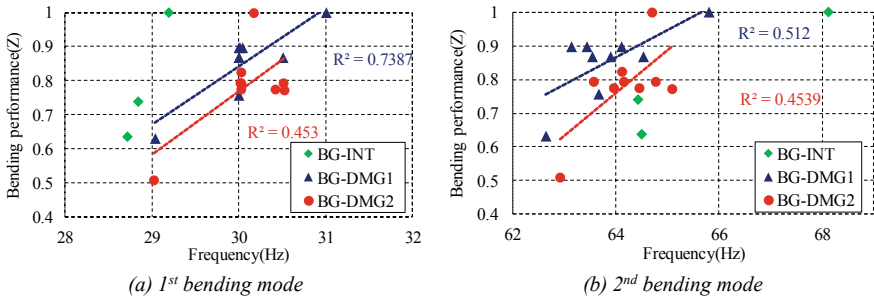 Bending performance(Z)
1
0.9
0.8
0.7
0.6
0.5
0.4
R² = 0.7387
R² = 0.453
BG-INT
BG-DMG1
BG-DMG2
28 29 30 31 32
Frequency(Hz)
(a) 1st bending mode
Bending performance(Z)
1
0.9
0.8
0.7
0.6
0.5
0.4
R² = 0.512
R² = 0.4539
BG-INT
BG-DMG1
BG-DMG2
62 64 66 68
Frequency(Hz)
(b) 2nd bending mode